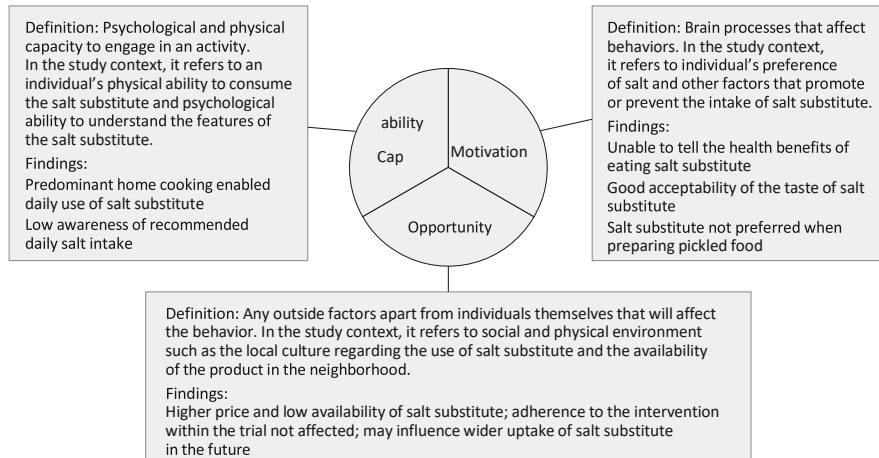 Definition: Psychological and physical
capacity to engage in an activity.
In the study context, it refers to an
individual’s physical ability to consume
the salt substitute and psychological
ability to understand the features of
the salt substitute.
Findings:
Predominant home cooking enabled
daily use of salt substitute
Low awareness of recommended
daily salt intake
ability
Cap
Motivation
Opportunity
Definition: Brain processes that affect
behaviors. In the study context,
it refers to individual’s preference
of salt and other factors that promote
or prevent the intake of salt substitute.
Findings:
Unable to tell the health benefits of
eating salt substitute
Good acceptability of the taste of salt
substitute
Salt substitute not preferred when
preparing pickled food
Definition: Any outside factors apart from individuals themselves that will affect
the behavior. In the study context, it refers to social and physical environment
such as the local culture regarding the use of salt substitute and the availability
of the product in the neighborhood.
Findings:
Higher price and low availability of salt substitute; adherence to the intervention
within the trial not affected; may influence wider uptake of salt substitute
in the future